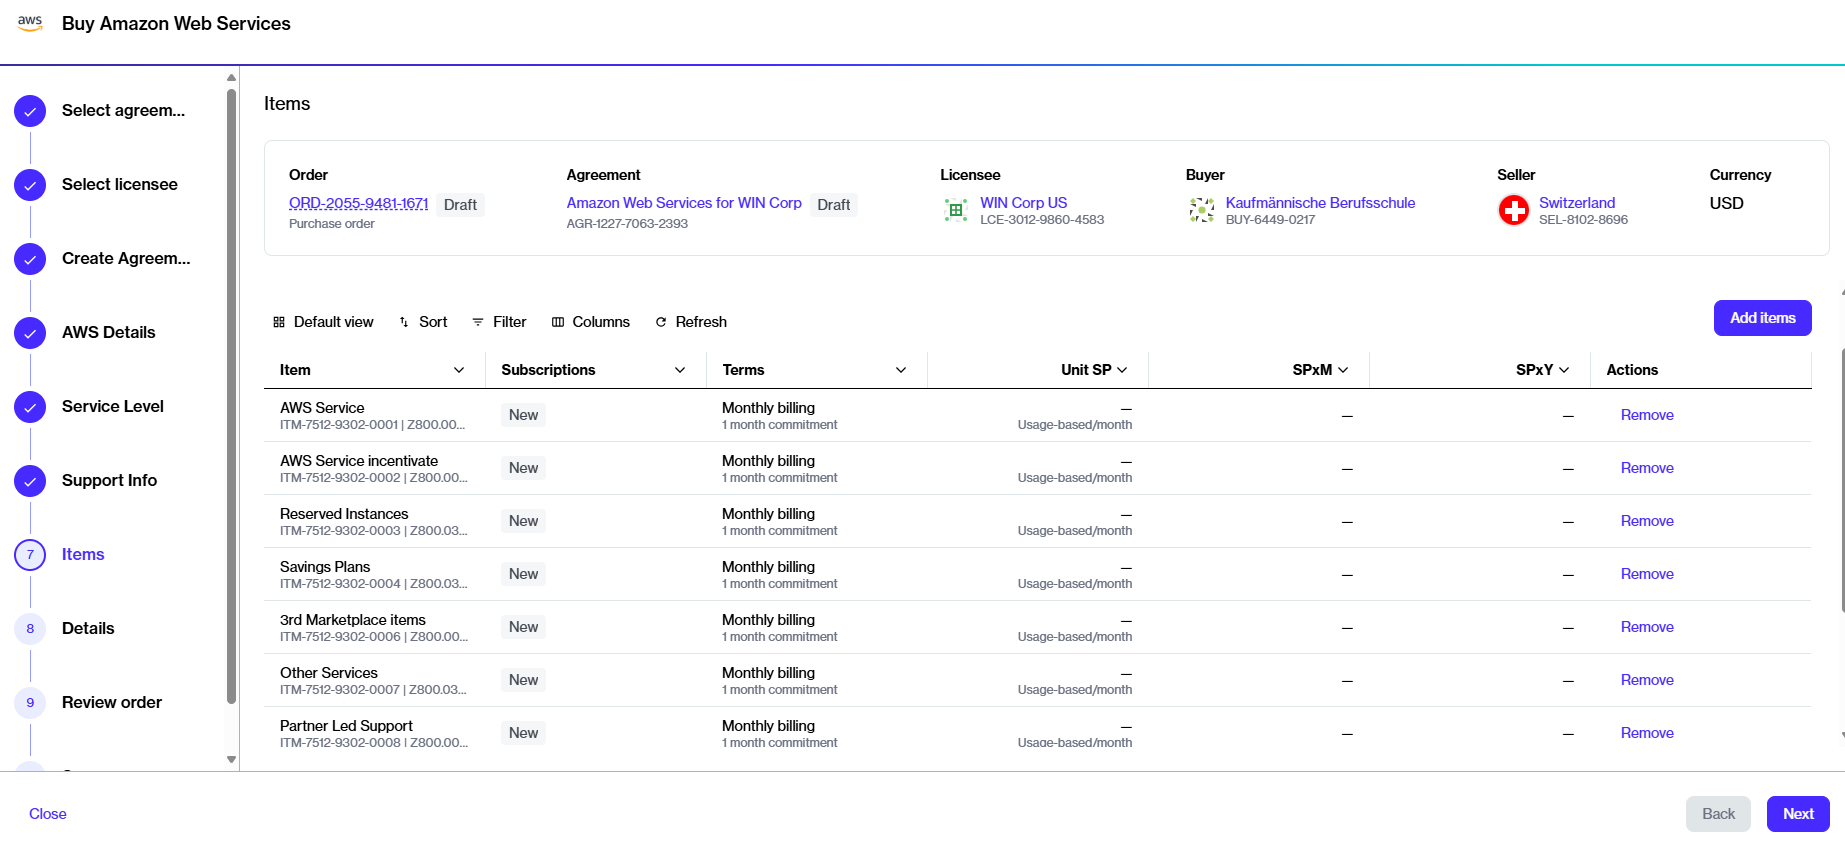 aws
Buy Amazon Web Services
Select agreem...
Select licensee
Create Agreem...
AWS Details
Service Level
Support Info
7
Items
8
Details
9
Review order
Items
Order
ORD-2055-9481-1671
Draft
Purchase order
Agreement
Amazon Web Services for WIN Corp
Draft
AGR-1227-7063-2393
Licensee
WIN Corp US
LCE-3012-9860-4583
Buyer
Kaufmännische Berufsschule
BUY-6449-0217
Seller
Switzerland
SEL-8102-8696
Currency
USD
Default view Sort Filter Columns Refresh
Add items
Item Subscriptions Terms Unit SP SPxM SPxY Actions
AWS Service New Monthly billing — — — Remove
ITM-7512-9302-0001 | Z800.00... 1 month commitment Usage-based/month
AWS Service incentivate New Monthly billing — — — Remove
ITM-7512-9302-0002 | Z800.00... 1 month commitment Usage-based/month
Reserved Instances New Monthly billing — — — Remove
ITM-7512-9302-0003 | Z800.03... 1 month commitment Usage-based/month
Savings Plans New Monthly billing — — — Remove
ITM-7512-9302-0004 | Z800.03... 1 month commitment Usage-based/month
3rd Marketplace items New Monthly billing — — — Remove
ITM-7512-9302-0006 | Z800.00... 1 month commitment Usage-based/month
Other Services New Monthly billing — — — Remove
ITM-7512-9302-0007 | Z800.03... 1 month commitment Usage-based/month
Partner Led Support New Monthly billing — — — Remove
ITM-7512-9302-0008 | Z800.00... 1 month commitment Usage-based/month
Close
Back
Next